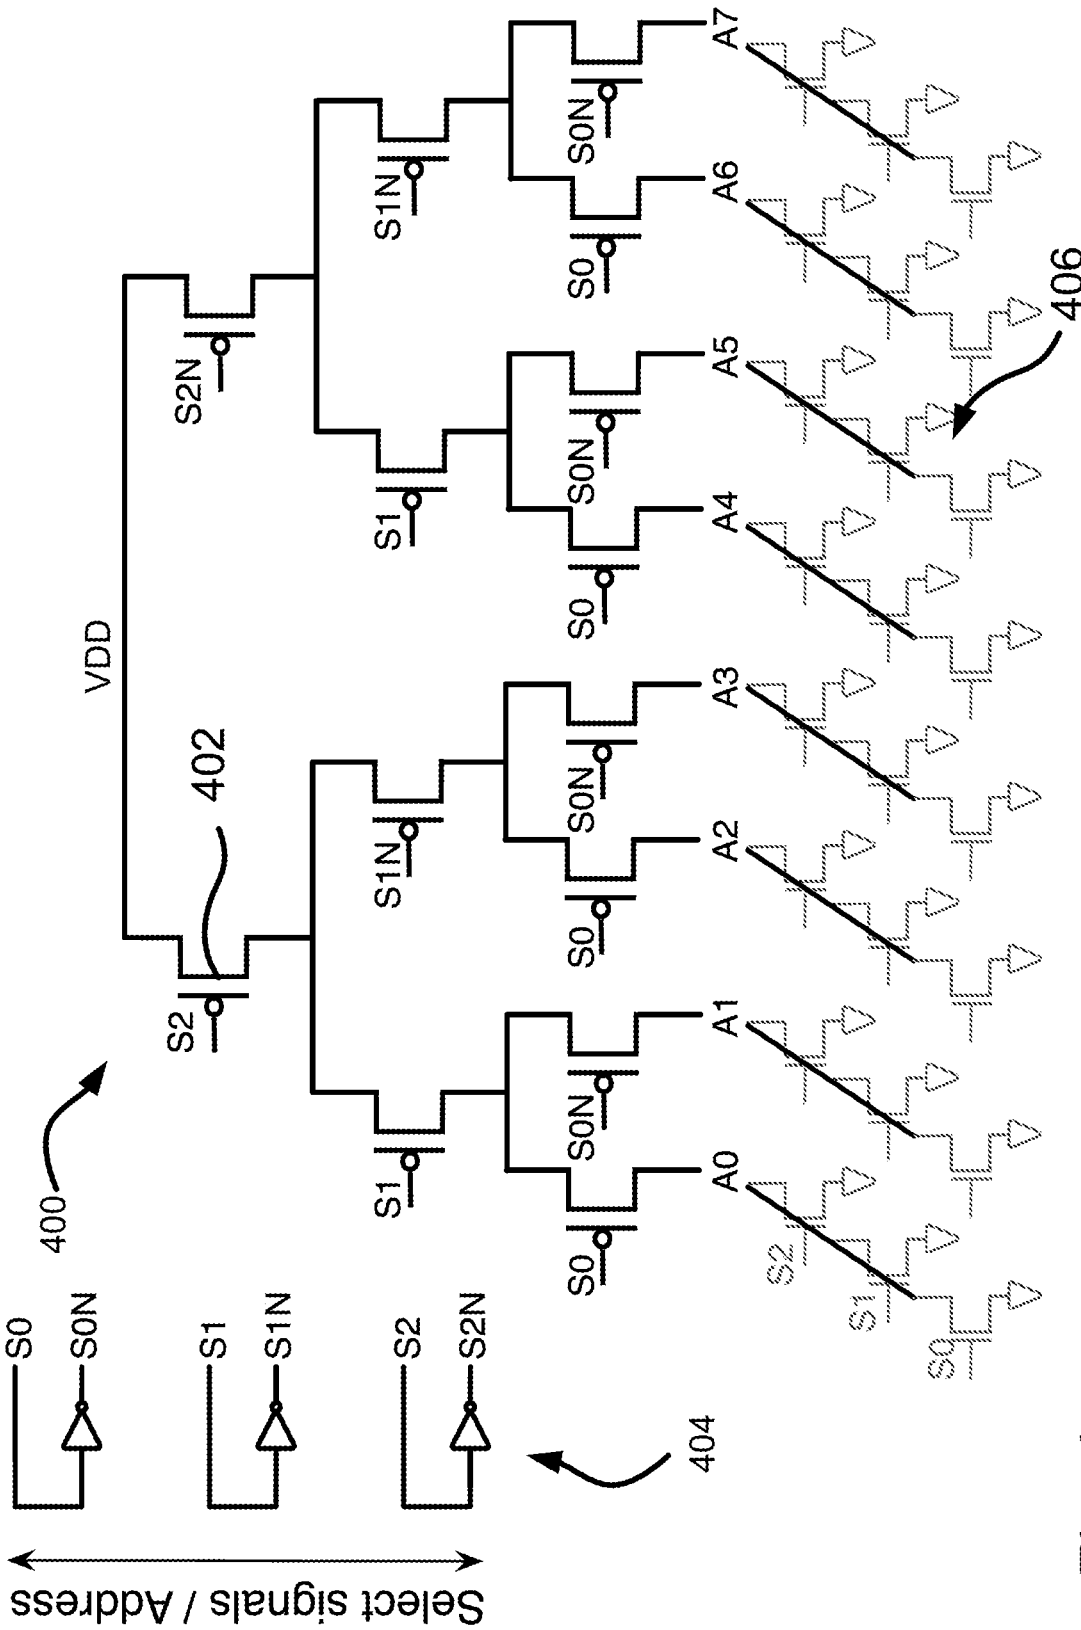 Select signals / Address
S0
S0N
S1
S1N
S2
S2N
404
400
VDD
402
S2
S2N
S1
S1N
S1
S1N
S0
S0N
S0
S0N
S0
S0N
S0
S0N
A0
A1
A2
A3
A4
A5
A6
A7
S2
S1
S0
406